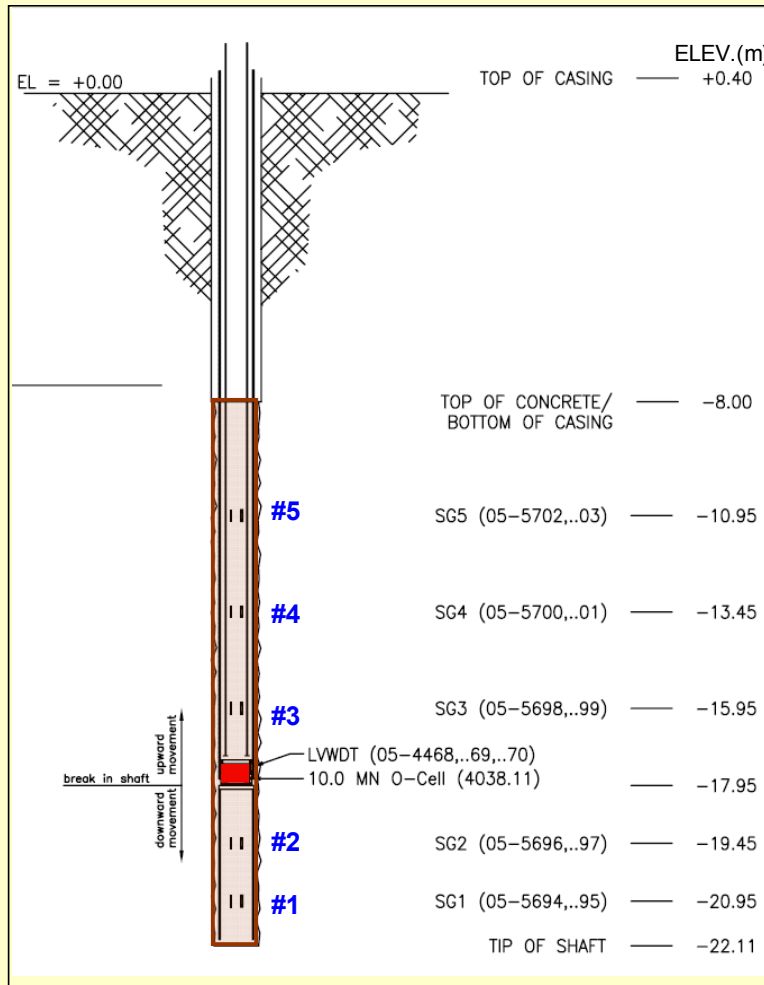 ELEV.(m)
EL = +0.00
TOP OF CASING +0.40
TOP OF CONCRETE/ -8.00
BOTTOM OF CASING
#5 SG5 (05-5702,..03) -10.95
#4 SG4 (05-5700,..01) -13.45
#3 SG3 (05-5698,..99) -15.95
upward
movement
LVWDT (05-4468,..69,..70)
break in shaft
10.0 MN O-Cell (4038.11) -17.95
downward
movement
#2 SG2 (05-5696,..97) -19.45
#1 SG1 (05-5694,..95) -20.95
TIP OF SHAFT -22.11